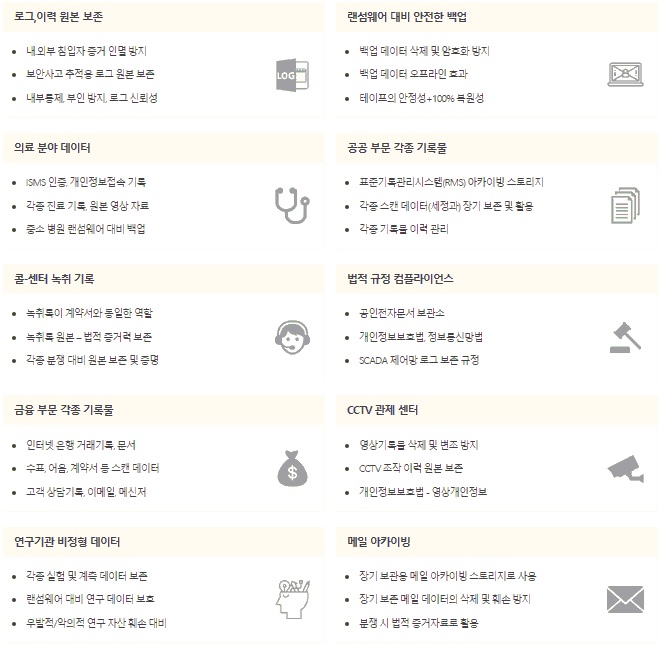 로그,이력 원본 보존
내.외부 침입자 증거 인멸 방지
보안사고 추적용 로그 원본 보존
내부통제, 부인 방지, 로그 신뢰성
LOG
랜섬웨어 대비 안전한 백업
백업 데이터 삭제 및 암호화 방지
백업 데이터 오프라인 효과
테이프의 안정성+100% 복원성
의료 분야 데이터
ISMS 인증, 개인정보접속 기록
각종 진료 기록, 원본 영상 자료
중소 병원 랜섬웨어 대비 백업
공공 부문 각종 기록물
표준기록관리시스템(RMS) 아카이빙 스토리지
각종 스캔 데이터(세정과) 장기 보존 및 활용
각종 기록물 이력 관리
콜-센터 녹취 기록
녹취록이 계약서와 동일한 역할
녹취록 원본 – 법적 증거력 보존
각종 분쟁 대비 원본 보존 및 증명
법적 규정 컴플라이언스
공인전자문서 보관소
개인정보보호법, 정보통신망법
SCADA 제어망 로그 보존 규정
금융 부문 각종 기록물
인터넷 은행 거래기록, 문서
수표, 어음, 계약서 등 스캔 데이터
고객 상담기록, 이메일, 메신저
$
CCTV 관제 센터
영상기록물 삭제 및 변조 방지
CCTV 조작 이력 원본 보존
개인정보보호법 - 영상개인정보
연구기관 비정형 데이터
각종 실험 및 계측 데이터 보존
랜섬웨어 대비 연구 데이터 보호
우발적/악의적 연구 자산 훼손 대비
메일 아카이빙
장기 보관용 메일 아카이빙 스토리지로 사용
장기 보존 메일 데이터의 삭제 및 훼손 방지
분쟁 시 법적 증거자료로 활용